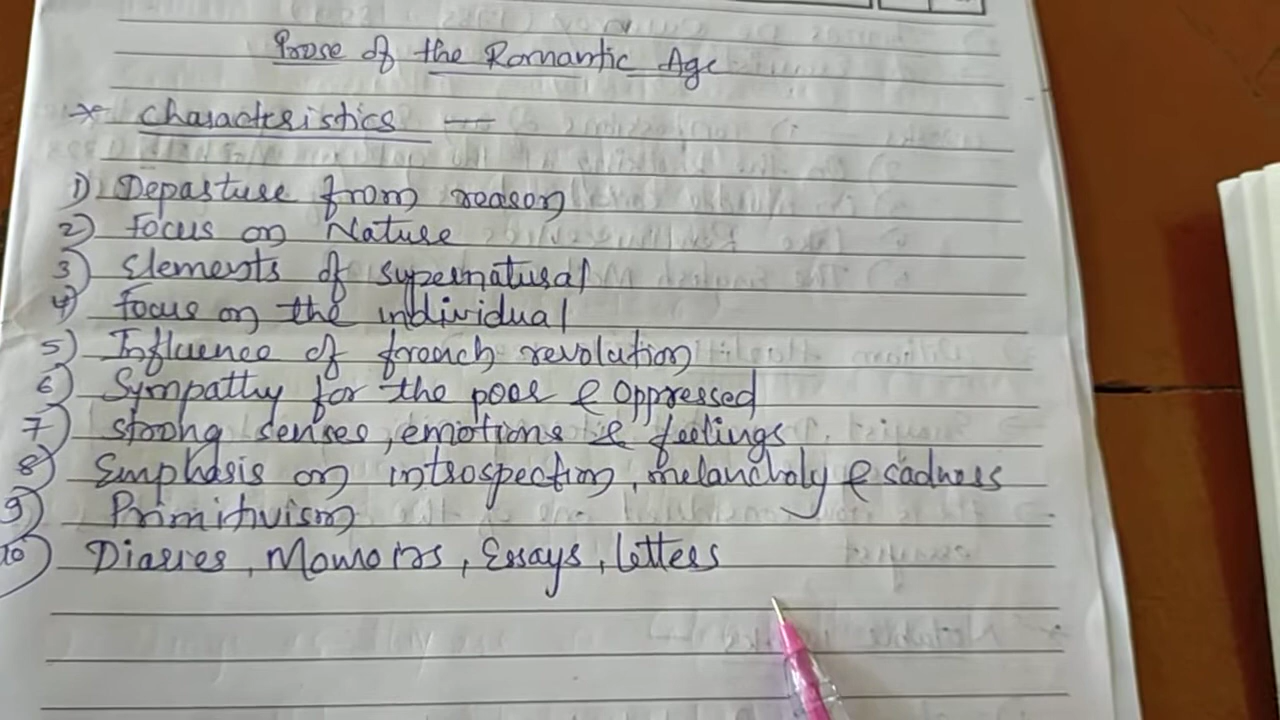 Prose of the Romantic Age
* Characteristics —
1) Departure from reason
2) Focus on Nature
3) Elements of supernatural
4) Focus on the individual
5) Influence of french revolution
6) Sympathy for the poor & oppressed
7) strong senses, emotions & feelings
8) Emphasis on introspection, melancholy & sadness
9) Primitivism
10) Diaries, Momoirs, Essays, letters